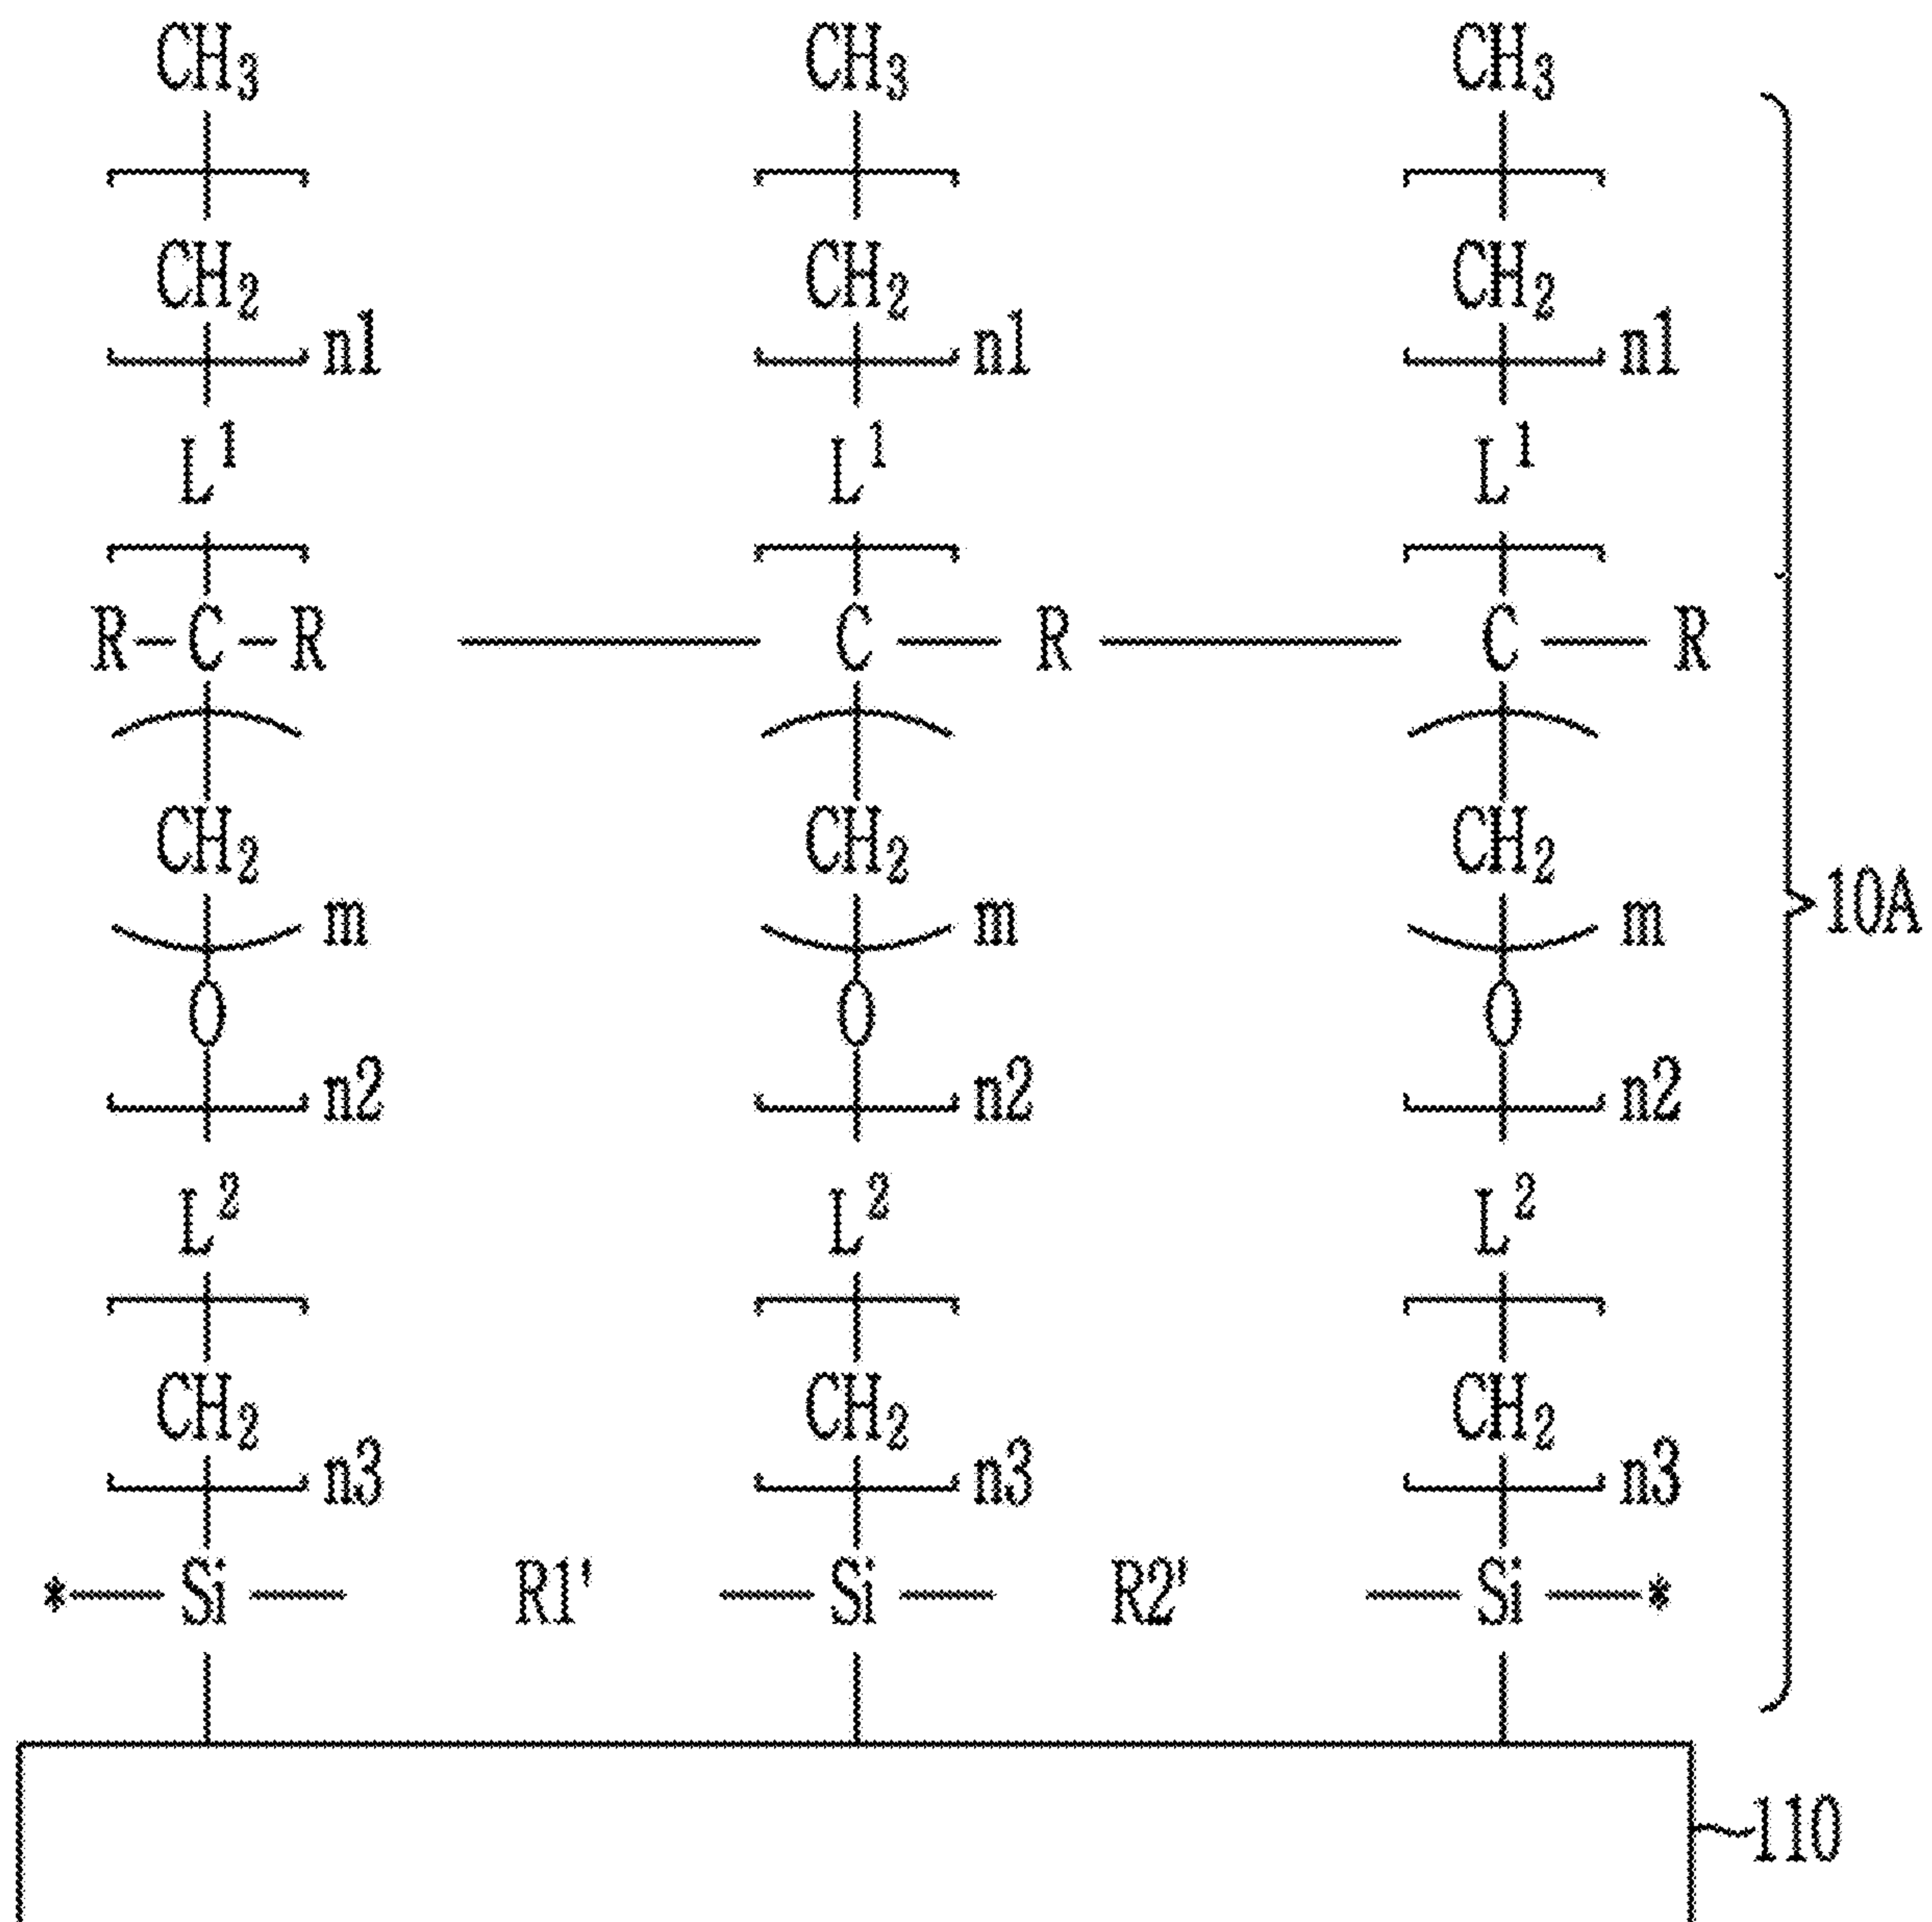 CH3 CH3 CH3
CH2 CH2 CH2
n1 n1 n1
L1 L1 L1
R-C-R — C — R — C — R
CH2 CH2 CH2
m m m
10A
O O O
n2 n2 n2
L2 L2 L2
CH2 CH2 CH2
n3 n3 n3
*—Si— R1' —Si— R2' —Si—*
110